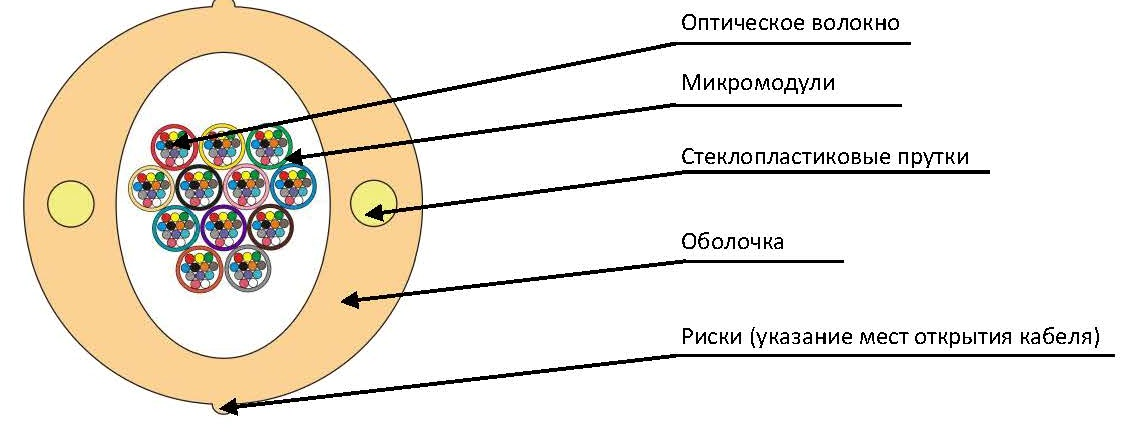 Оптическое волокно
Микромодули
Стеклопластиковые прутки
Оболочка
Риски (указание мест открытия кабеля)